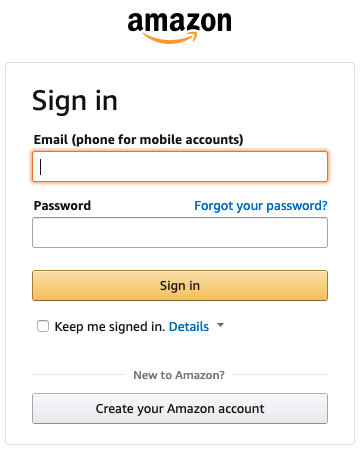 amazon
Sign in
Email (phone for mobile accounts)
Password Forgot your password?
Sign in
Keep me signed in. Details
New to Amazon?
Create your Amazon account